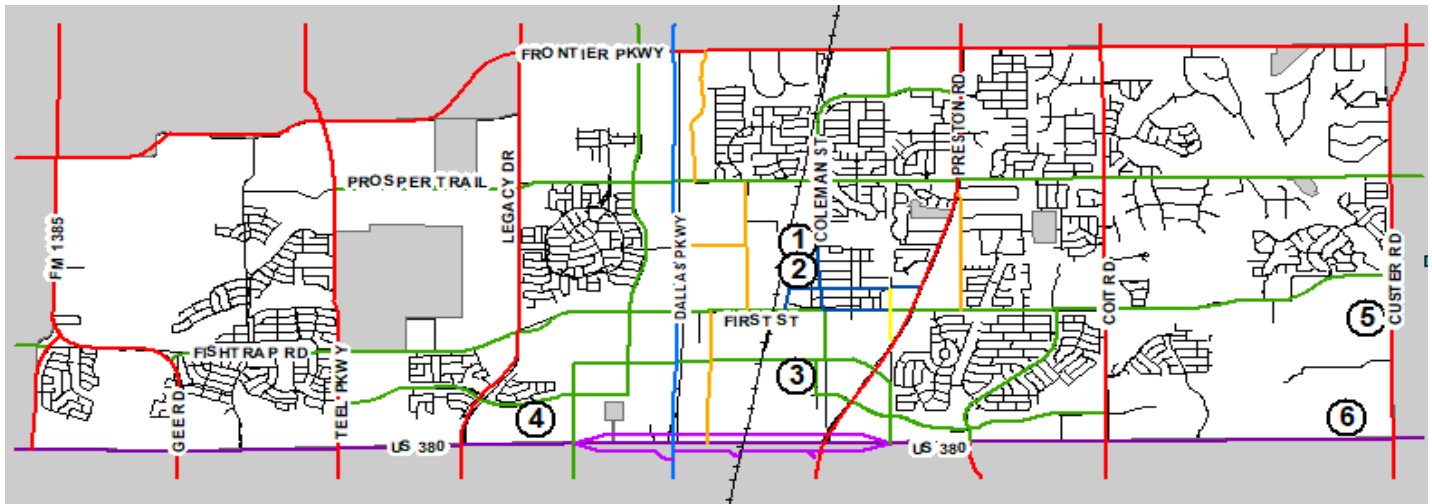 FRONTIER PKWY
PRESTON RD
PROSPER TRAIL
LEGACY DR
COLEMAN ST
FM 1385
DALLAS PKWY
1
2
COIT RD
CUSTER RD
FIRST ST
5
FISHTRAP RD
3
TEEL PKWY
GEE RD
4
6
US 380
US 380